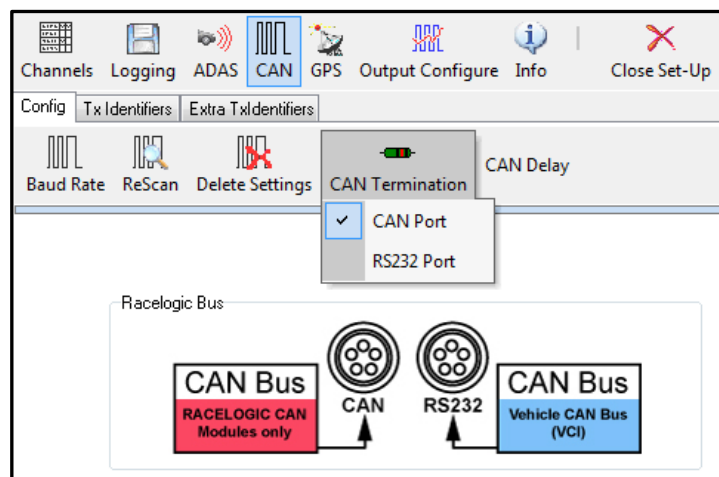 Channels Logging ADAS CAN GPS Output Configure Info Close Set-Up
Config Tx Identifiers Extra TxIdentifiers
Baud Rate ReScan Delete Settings CAN Termination CAN Delay
CAN Port
RS232 Port
Racelogic Bus
CAN Bus
RACELOGIC CAN
Modules only
CAN RS232
CAN Bus
Vehicle CAN Bus
(VCI)